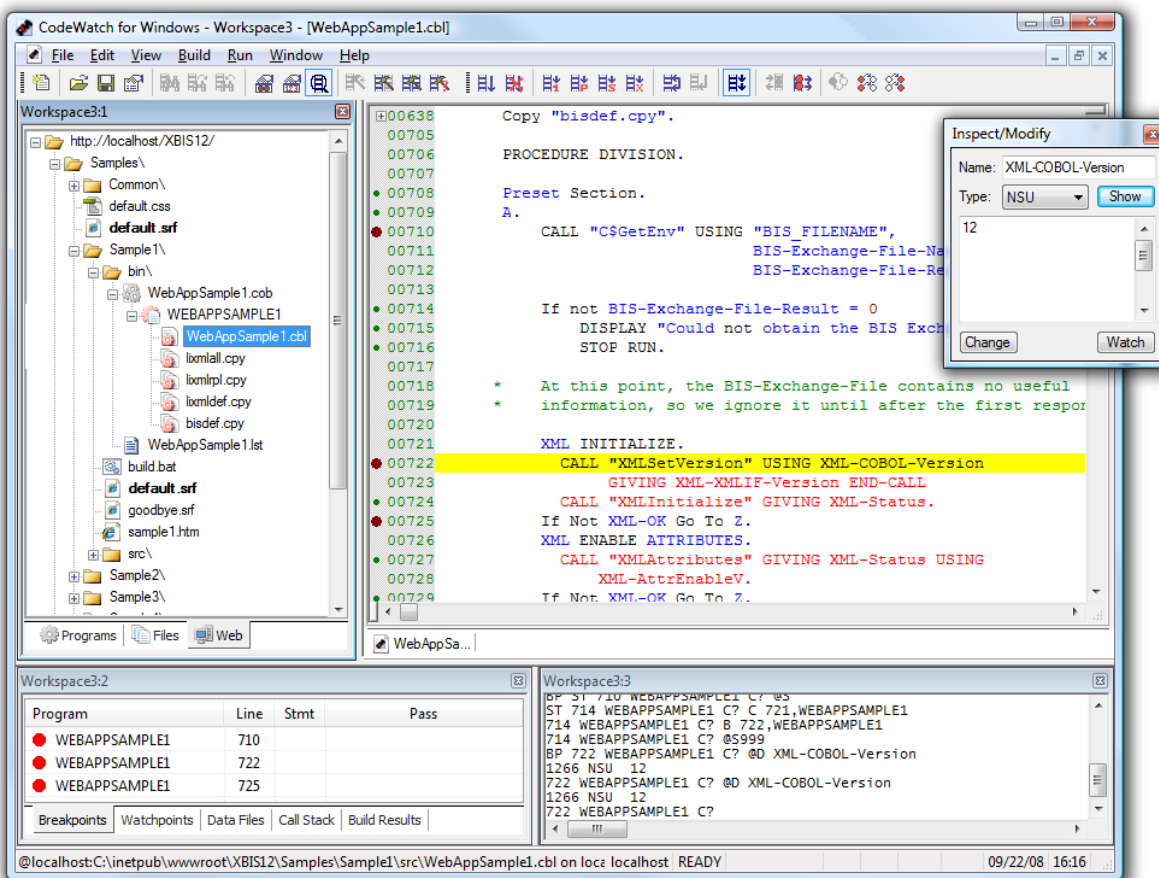 CodeWatch for Windows - Workspace3 - [WebAppSample1.cbl]
File Edit View Build Run Window Help
Workspace3:1
http://localhost/XBIS12/
Samples\
Common\
default.css
default.srf
Sample1\
bin\
WebAppSample1.cob
WEBAPPSAMPLE1
WebAppSample1.cbl
lixmlall.cpy
lixmlrpl.cpy
lixmldef.cpy
bisdef.cpy
WebAppSample1.lst
build.bat
default.srf
goodbye.srf
sample1.htm
src\
Sample2\
Sample3\
Programs Files Web
00638 Copy "bisdef.cpy".
00705
00706 PROCEDURE DIVISION.
00707
00708 Preset Section.
00709 A.
00710 CALL "C$GetEnv" USING "BIS_FILENAME",
00711 BIS-Exchange-File-Na
00712 BIS-Exchange-File-Re
00713
00714 If not BIS-Exchange-File-Result = 0
00715 DISPLAY "Could not obtain the BIS Exch
00716 STOP RUN.
00717
00718 * At this point, the BIS-Exchange-File contains no useful
00719 * information, so we ignore it until after the first respon
00720
00721 XML INITIALIZE.
00722 CALL "XMLSetVersion" USING XML-COBOL-Version
00723 GIVING XML-XMLIF-Version END-CALL
00724 CALL "XMLInitialize" GIVING XML-Status.
00725 If Not XML-OK Go To Z.
00726 XML ENABLE ATTRIBUTES.
00727 CALL "XMLAttributes" GIVING XML-Status USING
00728 XML-AttrEnableV.
00729 If Not XML-OK Go To Z.
WebAppSa...
Inspect/Modify
Name: XML-COBOL-Version
Type: NSU Show
12
Change Watch
Workspace3:2
Program Line Stmt Pass
WEBAPPSAMPLE1 710
WEBAPPSAMPLE1 722
WEBAPPSAMPLE1 725
Breakpoints Watchpoints Data Files Call Stack Build Results
Workspace3:3
BP ST 710 WEBAPPSAMPLE1 C? @S
ST 714 WEBAPPSAMPLE1 C? C 721,WEBAPPSAMPLE1
714 WEBAPPSAMPLE1 C? B 722,WEBAPPSAMPLE1
714 WEBAPPSAMPLE1 C? @S999
BP 722 WEBAPPSAMPLE1 C? @D XML-COBOL-Version
1266 NSU 12
722 WEBAPPSAMPLE1 C? @D XML-COBOL-Version
1266 NSU 12
722 WEBAPPSAMPLE1 C?
@localhost:C:\inetpub\wwwroot\XBIS12\Samples\Sample1\src\WebAppSample1.cbl on loca localhost READY 09/22/08 16:16